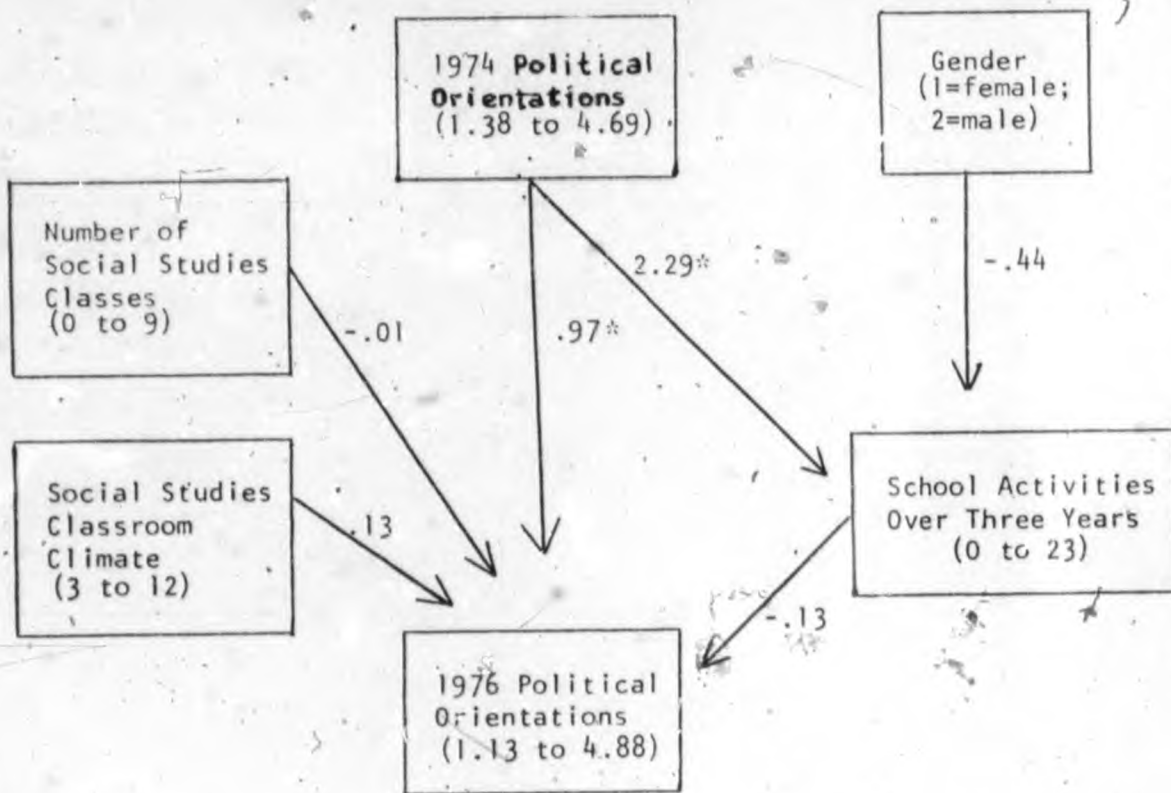 1974 Political
Orientations
(1.38 to 4.69)
Gender
(1=female;
2=male)
Number of
Social Studies
Classes
(0 to 9)
2.29*
-.44
-.01
.97*
Social Studies
Classroom
Climate
(3 to 12)
.13
School Activities
Over Three Years
(0 to 23)
-.13
1976 Political
Orientations
(1.13 to 4.88)